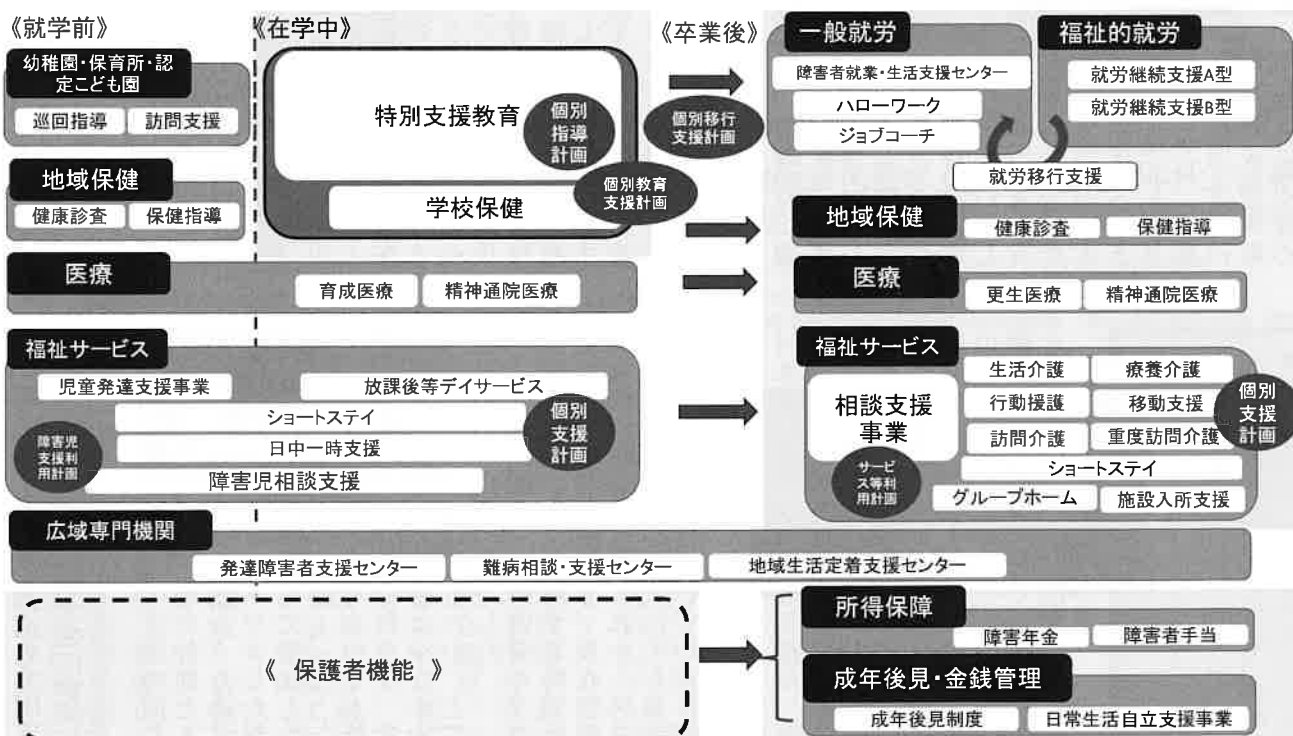 《就学前》
《在学中》
《卒業後》
幼稚園・保育所・認
定こども園
巡回指導
訪問支援
地域保健
健康診査
保健指導
特別支援教育
個別
指導
計画
学校保健
個別教育
支援計画
個別移行
支援計画
一般就労
障害者就業・生活支援センター
ハローワーク
ジョブコーチ
福祉的就労
就労継続支援A型
就労継続支援B型
就労移行支援
地域保健
健康診査
保健指導
医療
育成医療
精神通院医療
医療
更生医療
精神通院医療
福祉サービス
児童発達支援事業
放課後等デイサービス
ショートステイ
日中一時支援
障害児相談支援
障害児
支援利
用計画
個別
支援
計画
福祉サービス
相談支援
事業
サービ
ス等利
用計画
生活介護
療養介護
行動援護
移動支援
訪問介護
重度訪問介護
ショートステイ
グループホーム
施設入所支援
個別
支援
計画
広域専門機関
発達障害者支援センター
難病相談・支援センター
地域生活定着支援センター
《 保護者機能 》
所得保障
障害年金
障害者手当
成年後見・金銭管理
成年後見制度
日常生活自立支援事業